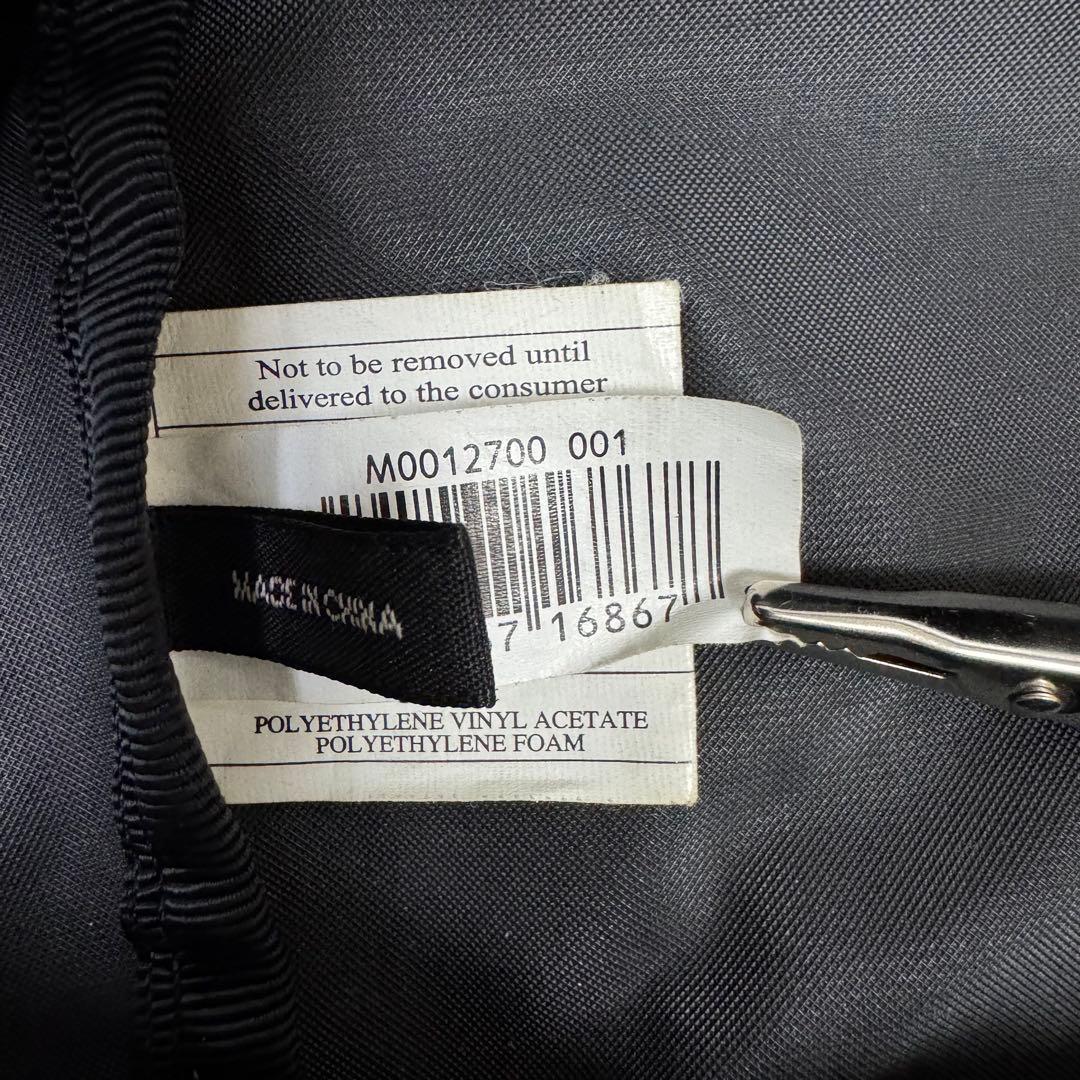 Not to be removed until
delivered to the consumer
M0012700 001
MADE IN CHINA
7 16867
POLYETHYLENE VINYL ACETATE
POLYETHYLENE FOAM